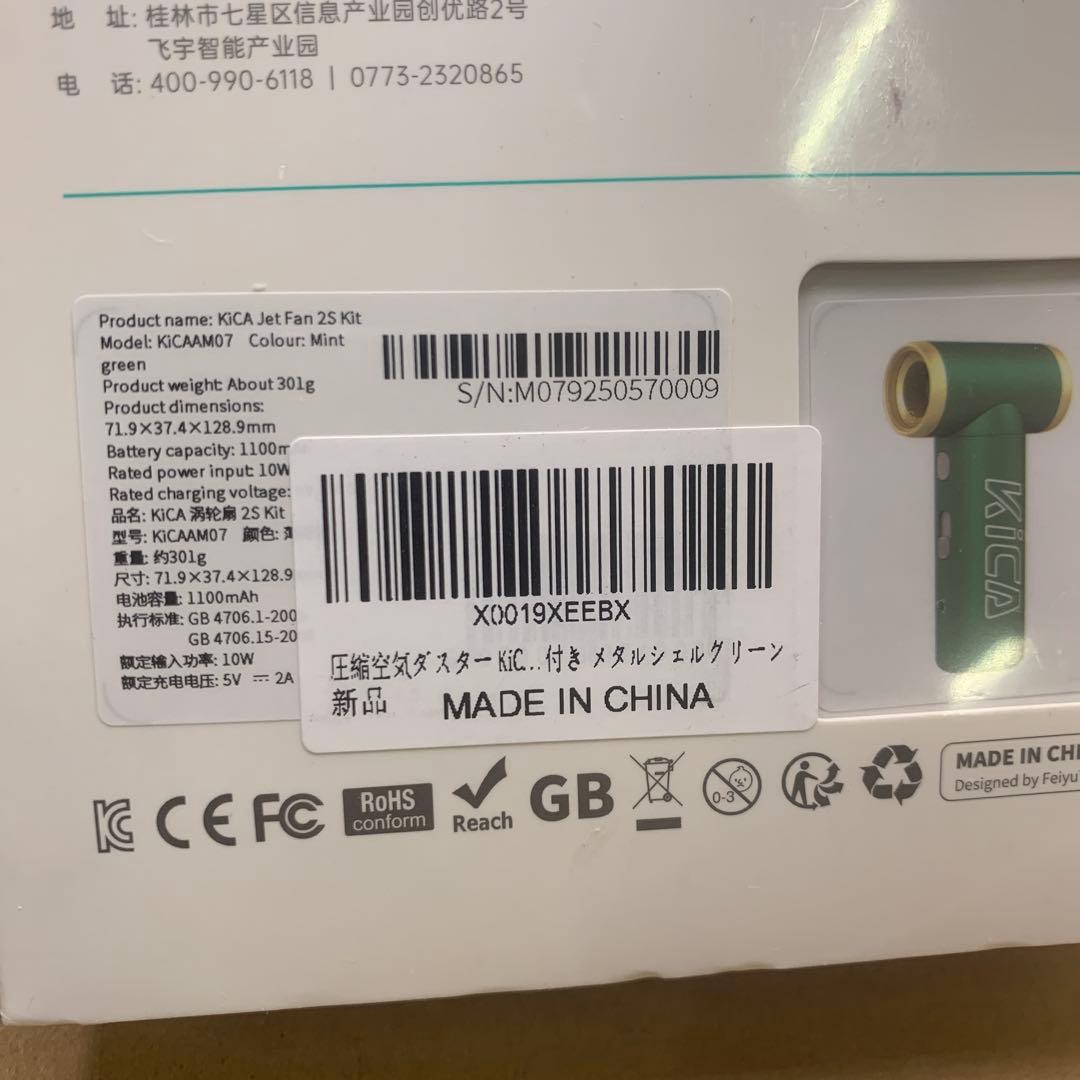 地 址: 桂林市七星区信息产业园创优路2号
飞宇智能产业园
电 话: 400-990-6118 | 0773-2320865
Product name: KiCA Jet Fan 2S Kit
Model: KiCAAM07 Colour: Mint
green
Product weight: About 301g
Product dimensions:
71.9×37.4×128.9mm
Battery capacity: 1100m
Rated power input: 10W
Rated charging voltage:
品名: KiCA 涡轮扇 2S Kit
型号: KiCAAM07 颜色:
重量: 约301g
尺寸: 71.9×37.4×128.9
电池容量: 1100mAh
执行标准: GB 4706.1-200
GB 4706.15-20
额定输入功率: 10W
额定充电电压: 5V ⎓ 2A
S/N:M079250570009
X0019XEEBX
圧縮空気ダスター KiC...付き メタルシェルグリーン
新品 MADE IN CHINA
KiCA
KC CE FC RoHS
conform
Reach
GB
0-3
MADE IN CHI
Designed by Feiyu